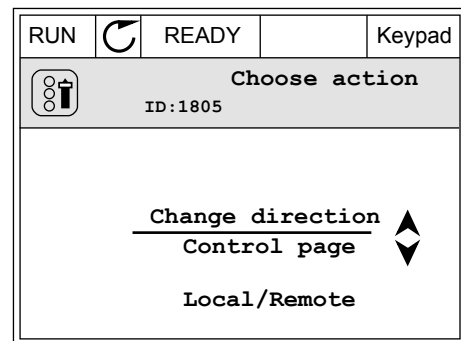 RUN READY Keypad
Choose action
ID:1805
Change direction
Control page
Local/Remote